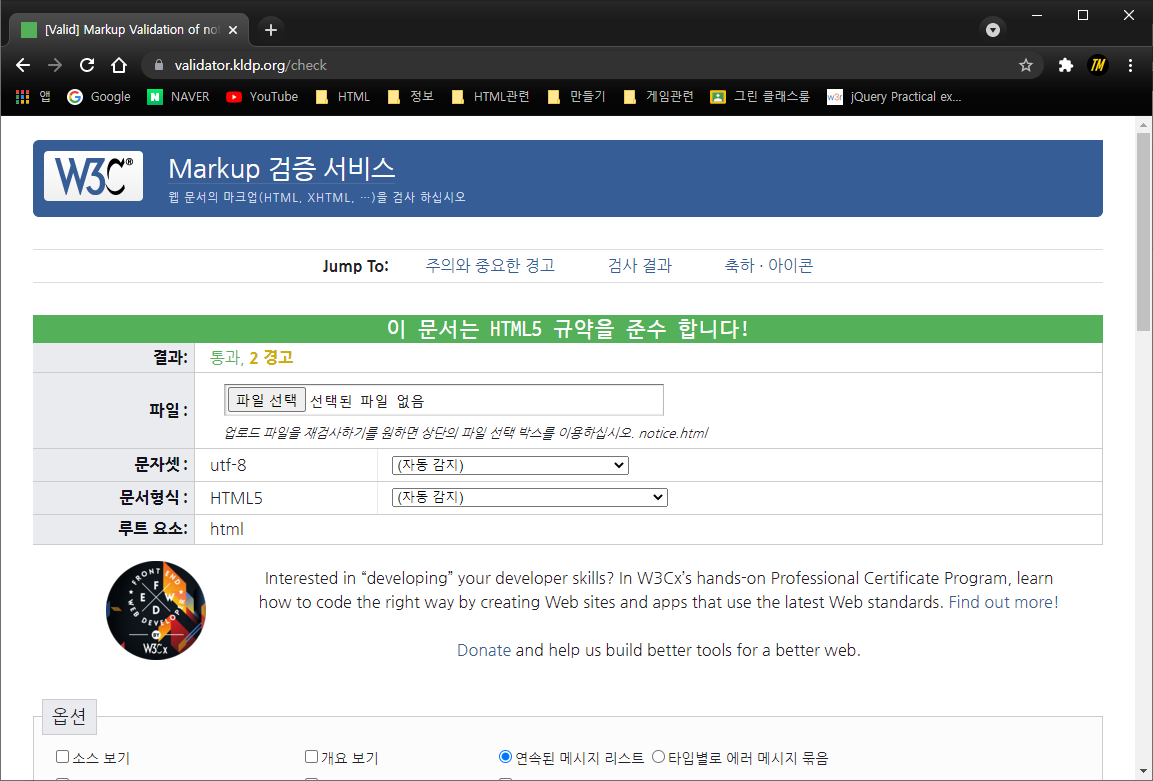 [Valid] Markup Validation of not
validator.kldp.org/check
앱 Google NAVER YouTube HTML 정보 HTML관련 만들기 게임관련 그린 클래스룸 jQuery Practical ex...
W3C® Markup 검증 서비스
웹 문서의 마크업(HTML, XHTML, …)을 검사 하십시오
Jump To: 주의와 중요한 경고 검사 결과 축하 · 아이콘
이 문서는 HTML5 규약을 준수 합니다!
결과: 통과, 2 경고
파일 : 파일 선택 선택된 파일 없음
업로드 파일을 재검사하기를 원하면 상단의 파일 선택 박스를 이용하십시오. notice.html
문자셋 : utf-8 (자동 감지)
문서형식 : HTML5 (자동 감지)
루트 요소: html
FRONT END WEB DEVELOPER
F E W D
BY
W3Cx
Interested in “developing” your developer skills? In W3Cx’s hands-on Professional Certificate Program, learn
how to code the right way by creating Web sites and apps that use the latest Web standards. Find out more!
Donate and help us build better tools for a better web.
옵션
소스 보기 개요 보기 연속된 메시지 리스트 타입별로 에러 메시지 묶음